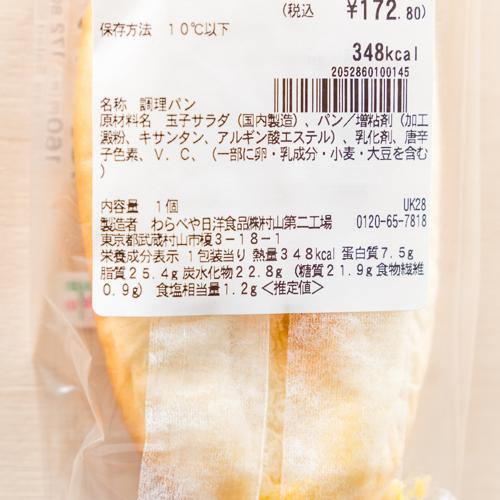 (税込 ¥172.80)
保存方法 10℃以下
348kcal
2052860100145
名称 調理パン
原材料名 玉子サラダ(国内製造)、パン/増粘剤(加工
澱粉、キサンタン、アルギン酸エステル)、乳化剤、唐辛
子色素、V.C、(一部に卵・乳成分・小麦・大豆を含む
)
内容量 1個 UK28
製造者 わらべや日洋食品㈱村山第二工場 0120-65-7818
東京都武蔵村山市榎3-18-1
栄養成分表示 1包装当り 熱量348kcal 蛋白質7.5g
脂質25.4g 炭水化物22.8g (糖質21.9g 食物繊維
0.9g) 食塩相当量1.2g <推定値>